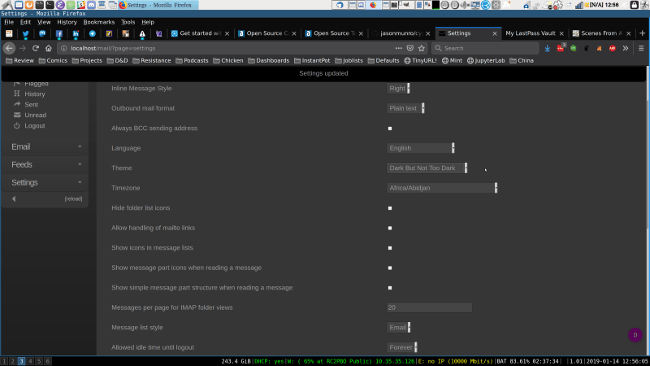 Settings - Mozilla Firefox
[N/A] 12:56
Settings - Mozilla Firefox
File Edit View History Bookmarks Tools Help
Get started wi
Open Source C
Open Source T
jasonmunro/cy
Settings
My LastPass Vault
Scenes From A
localhost/mail/?page=settings
Search
Review Comics Projects D&D Resistance Podcasts Chicken Dashboards InstantPot Joblists Defaults TinyURL! Mint JupyterLab China
Settings updated
Flagged
History
Sent
Unread
Logout
Email
Feeds
Settings
[reload]
Inline Message Style Right
Outbound mail format Plain text
Always BCC sending address
Language English
Theme Dark But Not Too Dark
Timezone Africa/Abidjan
Hide folder list icons
Allow handling of mailto links
Show icons in message lists
Show message part icons when reading a message
Show simple message part structure when reading a message
Messages per page for IMAP folder views 20
Message list style Email
Allowed idle time until logout Forever
1 2 3 4 5 6
243.4 GLB|DHCP: yes|W: ( 65% at RC2PBO Public) 10.35.35.126|E: no IP (10000 Mbit/s)|BAT 83.61% 02:37:34| |1.01|2019-01-14 12:56:05